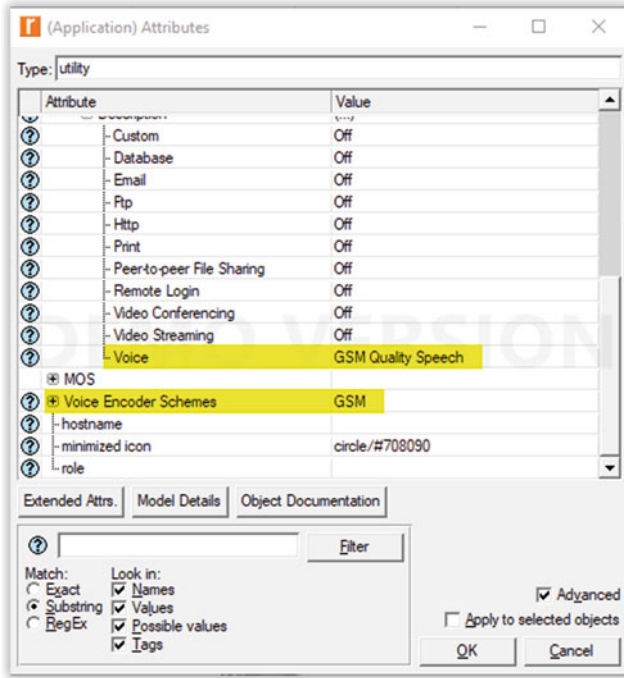 (Application) Attributes
Type: utility
Attribute Value
Description (...)
Custom Off
Database Off
Email Off
Ftp Off
Http Off
Print Off
Peer-to-peer File Sharing Off
Remote Login Off
Video Conferencing Off
Video Streaming Off
Voice GSM Quality Speech
MOS
Voice Encoder Schemes GSM
hostname
minimized icon circle/#708090
role
DEMO VERSION
Extended Attrs. Model Details Object Documentation
Filter
Match: Look in:
Exact Names
Substring Values
RegEx Possible values
Tags
Advanced
Apply to selected objects
OK Cancel